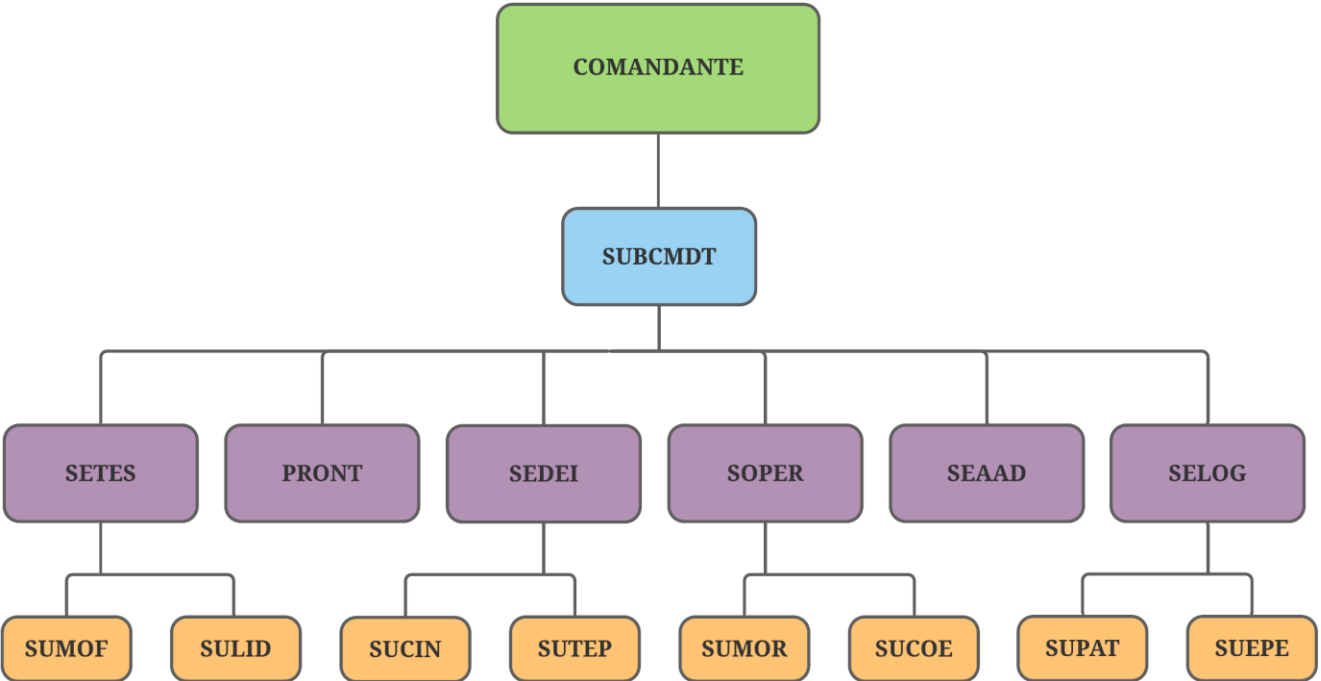 COMANDANTE
SUBCMDT
SETES
PRONT
SEDEI
SOPER
SEAAD
SELOG
SUMOF
SULID
SUCIN
SUTEP
SUMOR
SUCOE
SUPAT
SUEPE